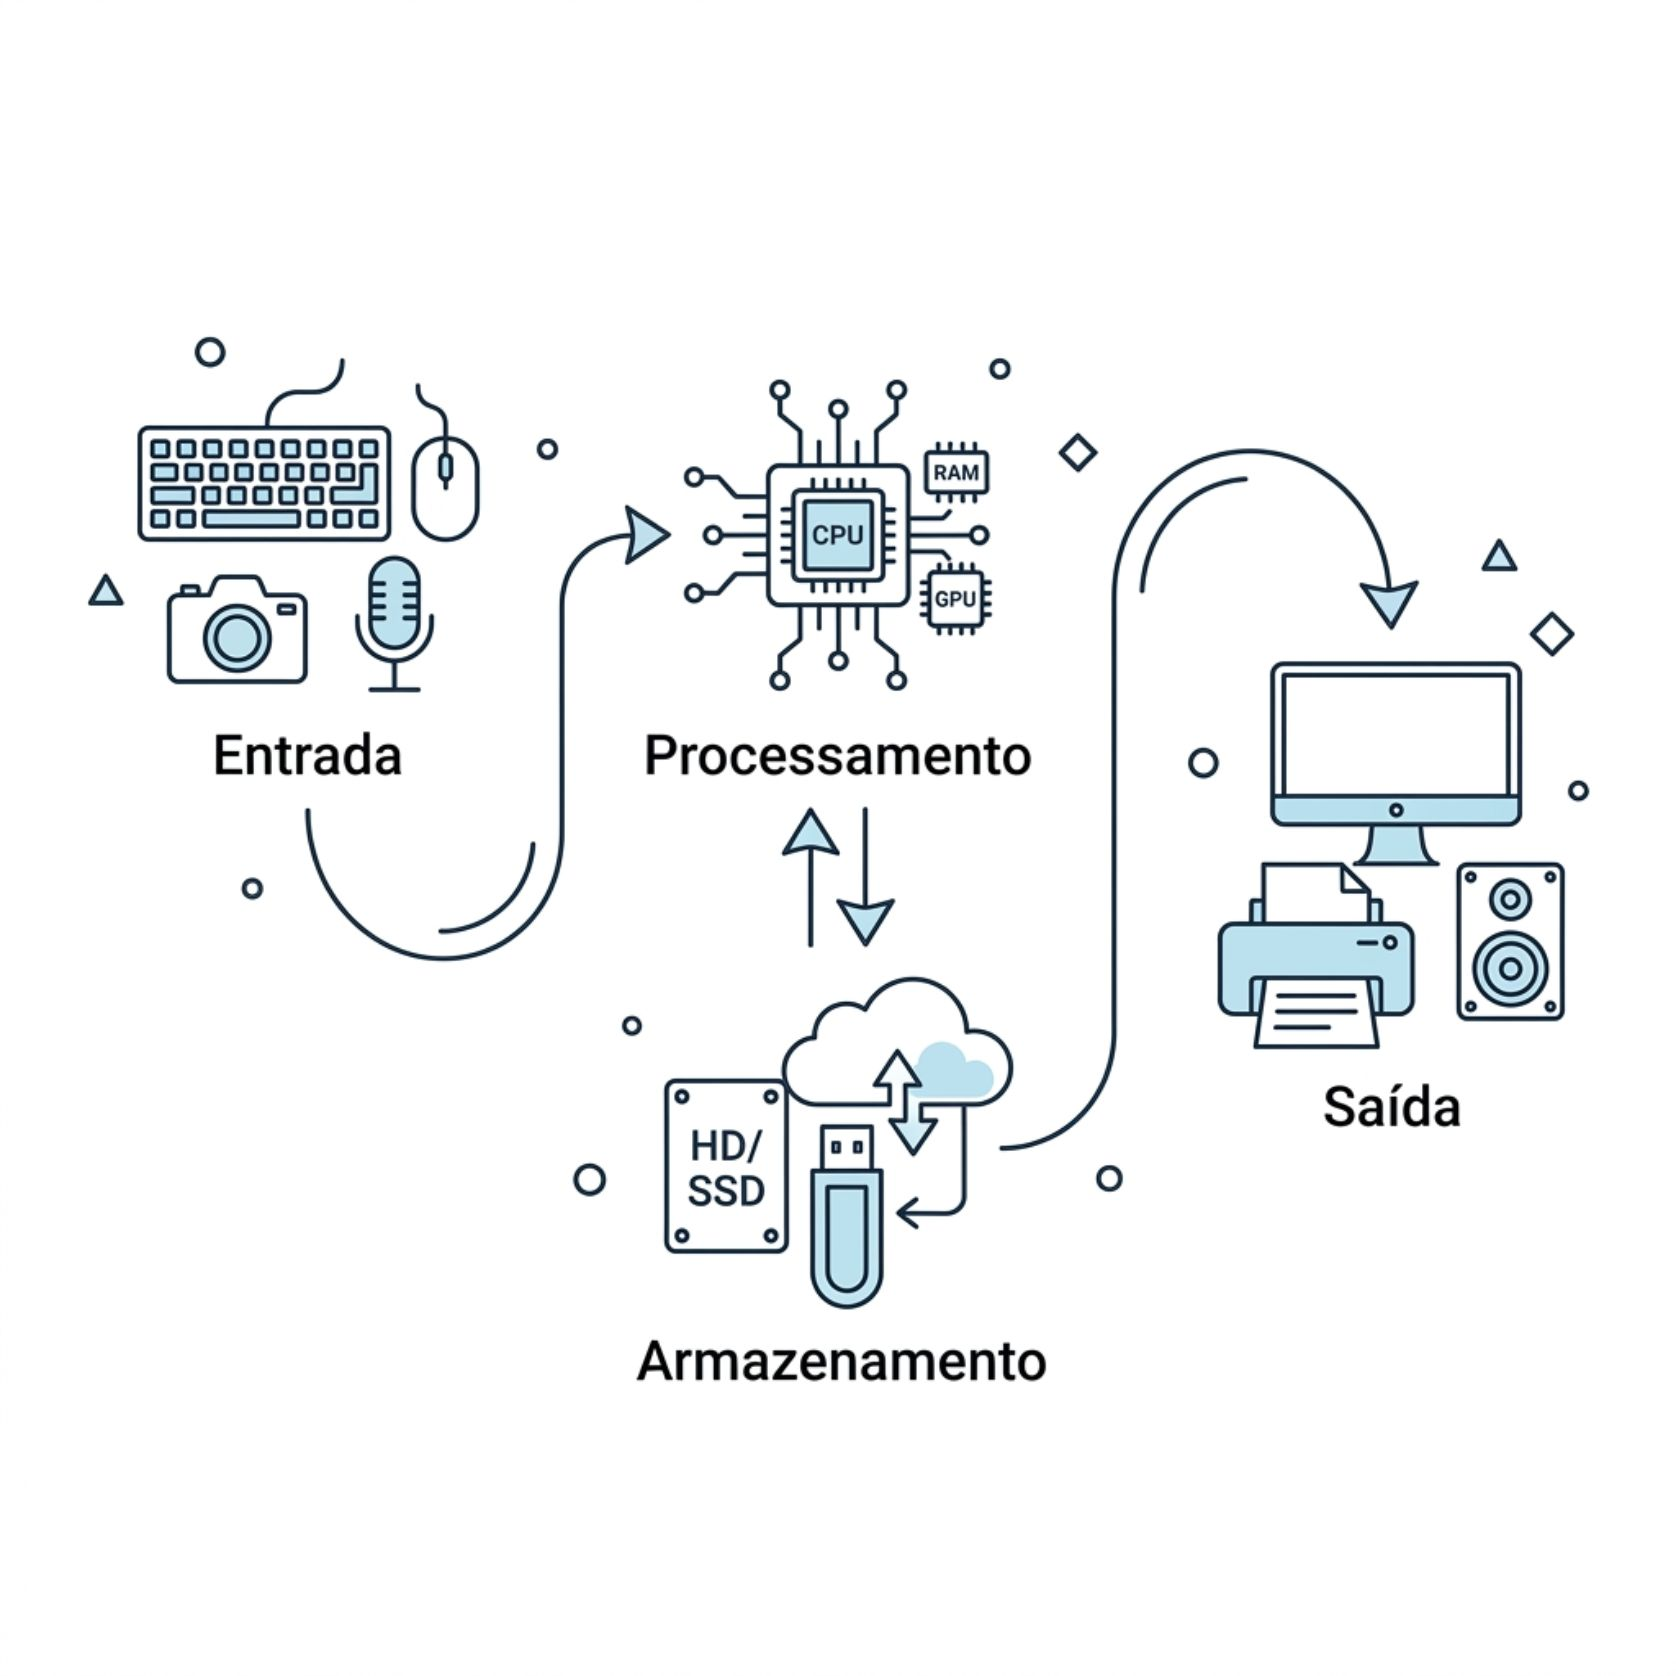 RAM
CPU
GPU
Entrada
Processamento
HD/
SSD
Saída
Armazenamento